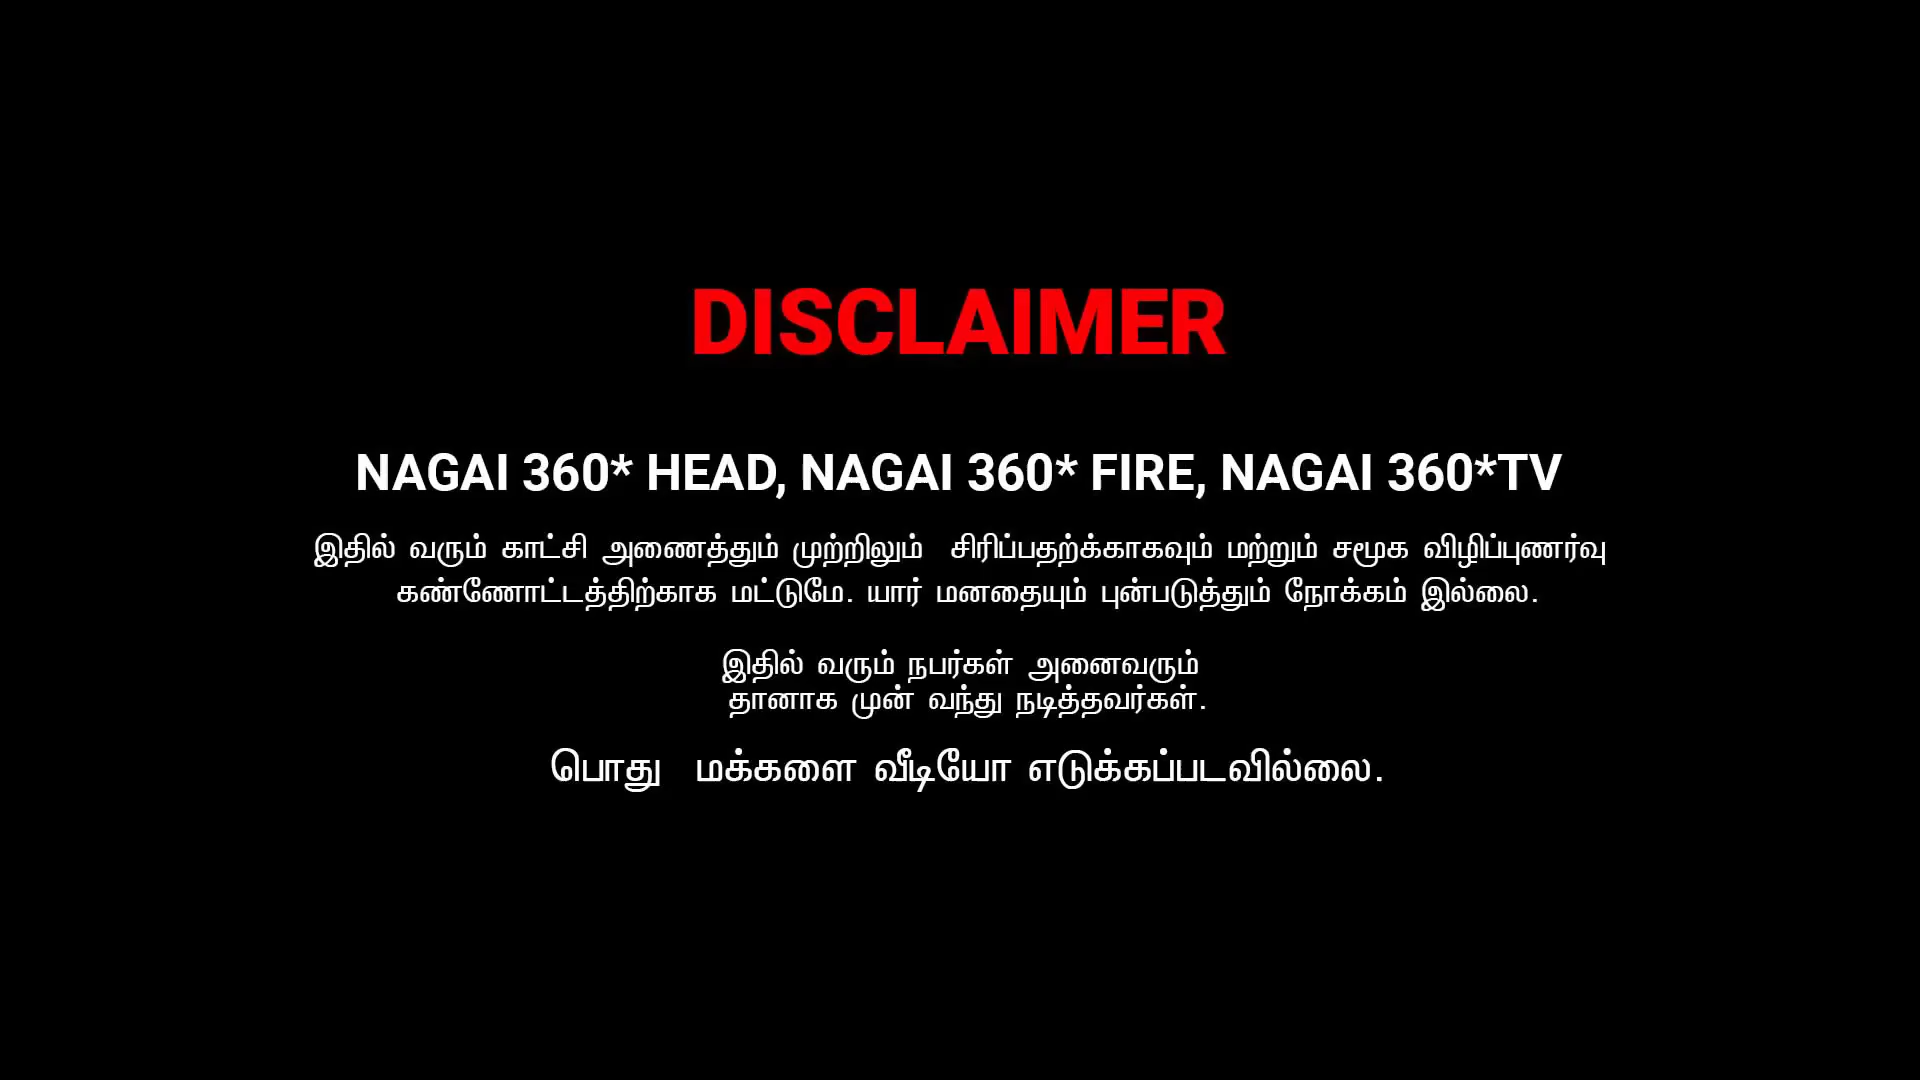 DISCLAIMER
NAGAI 360* HEAD, NAGAI 360* FIRE, NAGAI 360*TV
இதில் வரும் காட்சி அணைத்தும் முற்றிலும் சிரிப்பதற்க்காகவும் மற்றும் சமூக விழிப்புணர்வு
கண்ணோட்டத்திற்காக மட்டுமே. யார் மனதையும் புன்படுத்தும் நோக்கம் இல்லை.
இதில் வரும் நபர்கள் அனைவரும்
தானாக முன் வந்து நடித்தவர்கள்.
பொது மக்களை வீடியோ எடுக்கப்படவில்லை.